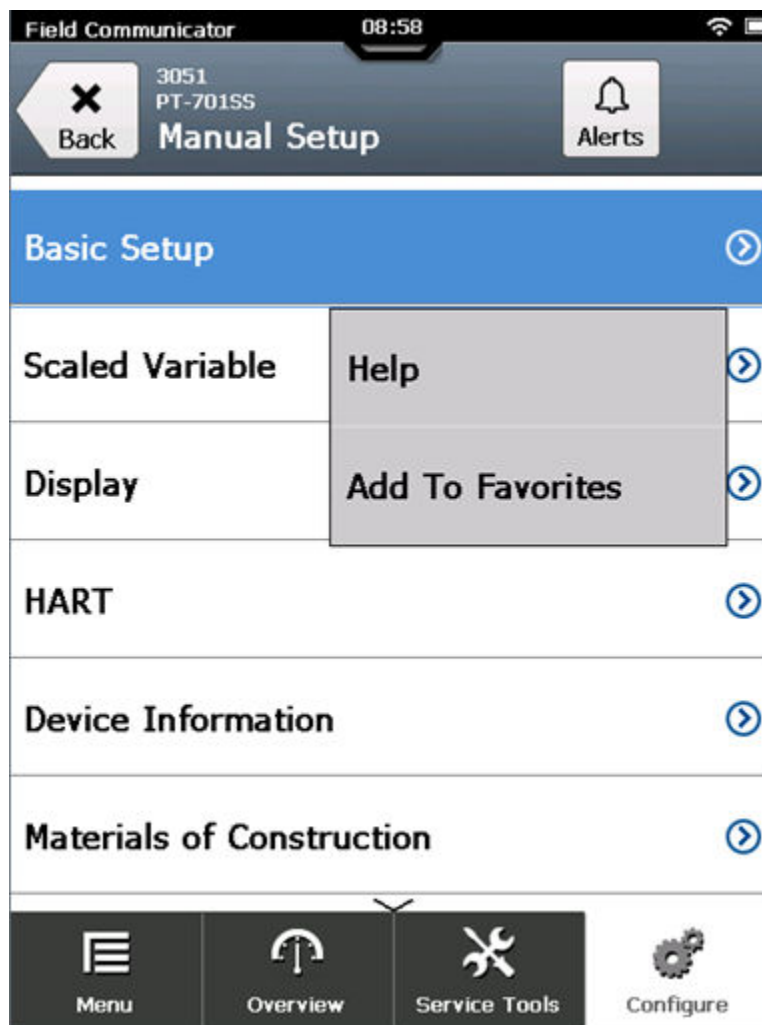 Field Communicator 08:58
3051
PT-701SS
Manual Setup
Back
Alerts
Basic Setup
Scaled Variable
Help
Display
Add To Favorites
HART
Device Information
Materials of Construction
Menu
Overview
Service Tools
Configure